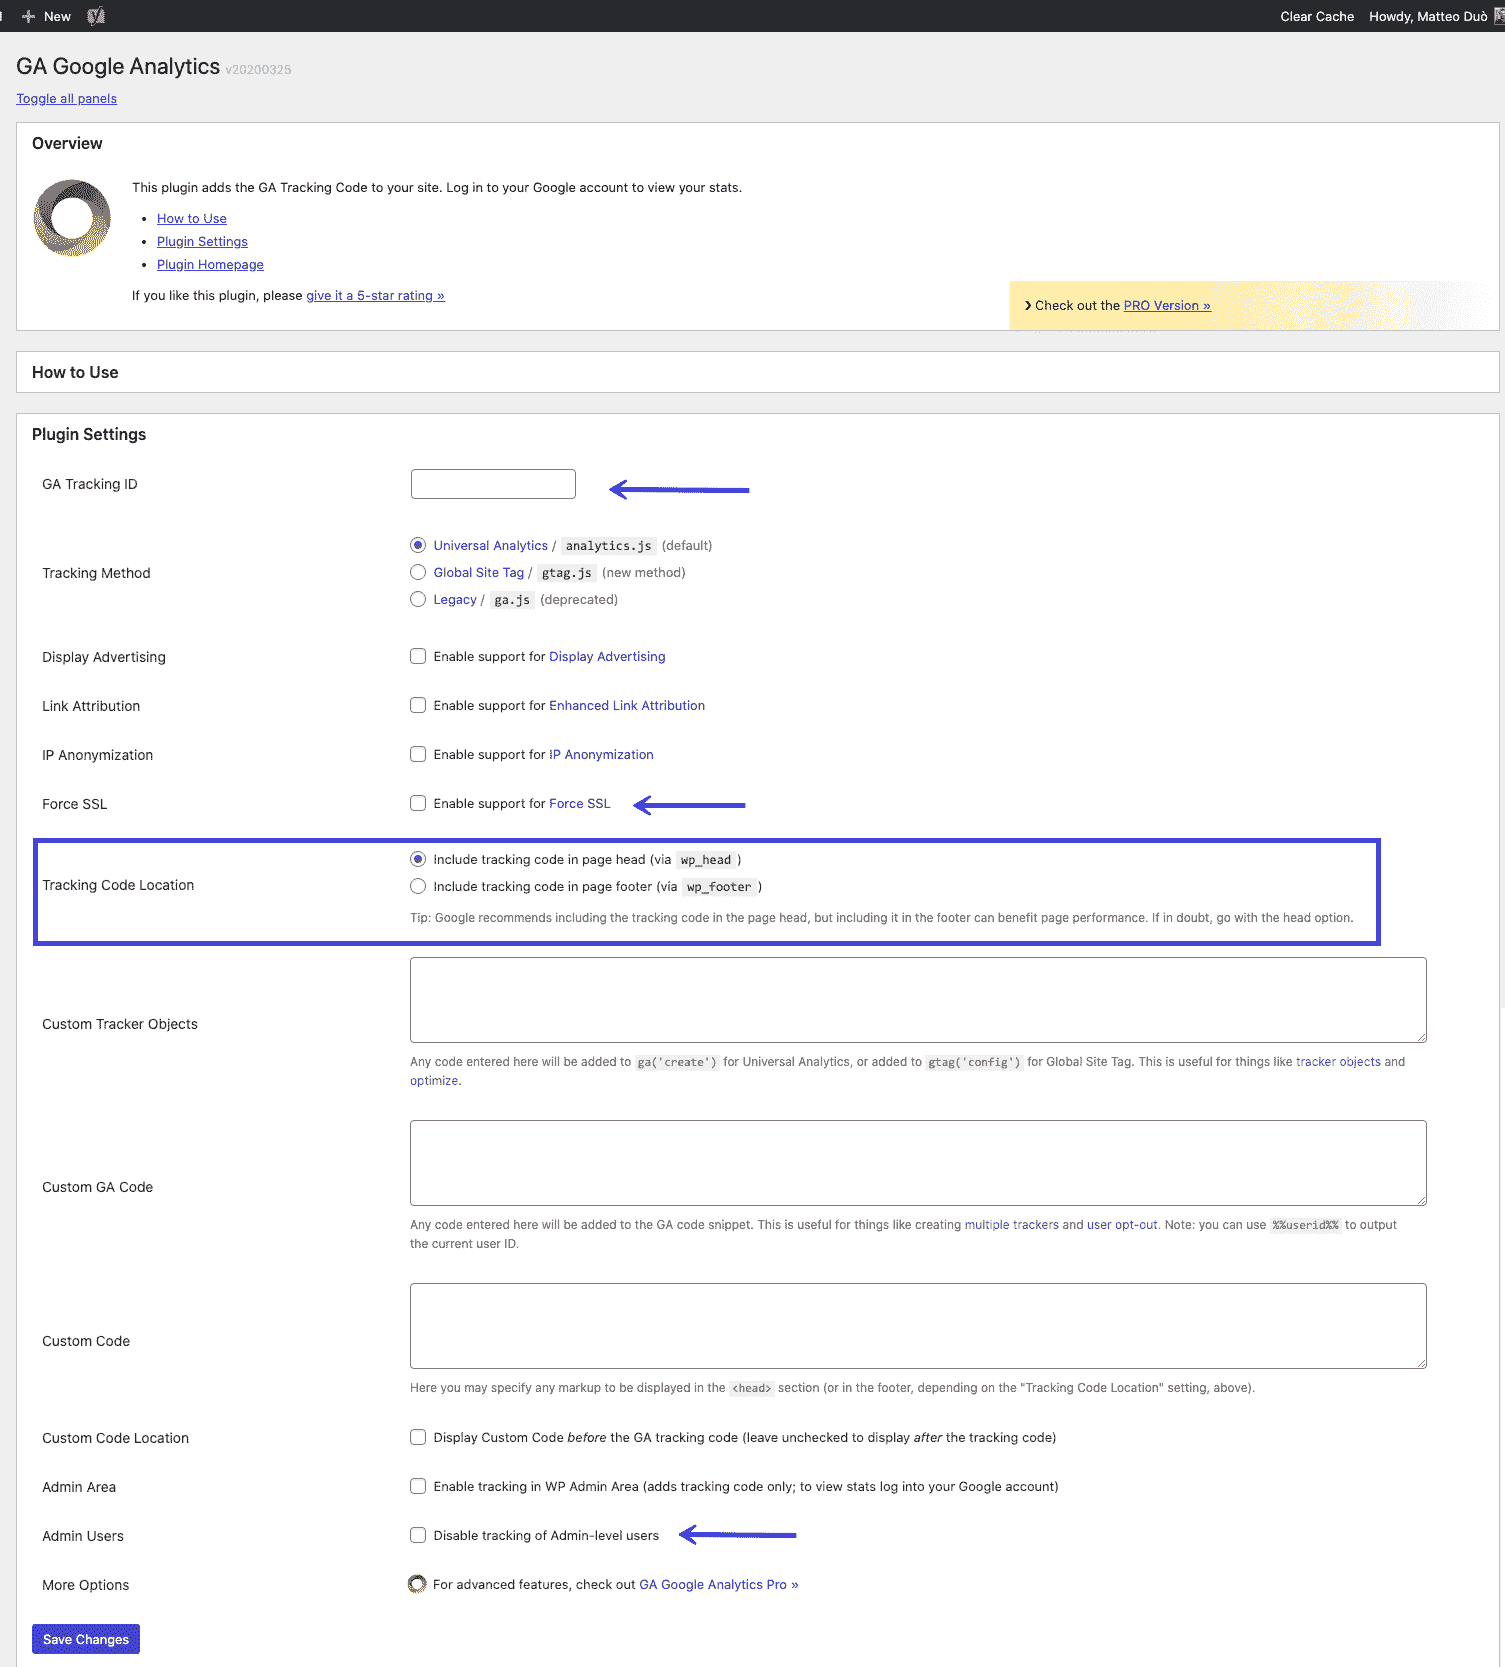 New
Clear Cache
Howdy, Matteo Duò
GA Google Analytics v20200325
Toggle all panels
Overview
This plugin adds the GA Tracking Code to your site. Log in to your Google account to view your stats.
• How to Use
• Plugin Settings
• Plugin Homepage
If you like this plugin, please give it a 5-star rating »
❯ Check out the PRO Version »
How to Use
Plugin Settings
GA Tracking ID
Tracking Method
Universal Analytics / analytics.js (default)
Global Site Tag / gtag.js (new method)
Legacy / ga.js (deprecated)
Display Advertising
Enable support for Display Advertising
Link Attribution
Enable support for Enhanced Link Attribution
IP Anonymization
Enable support for IP Anonymization
Force SSL
Enable support for Force SSL
Tracking Code Location
Include tracking code in page head (via wp_head )
Include tracking code in page footer (via wp_footer )
Tip: Google recommends including the tracking code in the page head, but including it in the footer can benefit page performance. If in doubt, go with the head option.
Custom Tracker Objects
Any code entered here will be added to ga('create') for Universal Analytics, or added to gtag('config') for Global Site Tag. This is useful for things like tracker objects and
optimize.
Custom GA Code
Any code entered here will be added to the GA code snippet. This is useful for things like creating multiple trackers and user opt-out. Note: you can use %%userid%% to output
the current user ID.
Custom Code
Here you may specify any markup to be displayed in the <head> section (or in the footer, depending on the "Tracking Code Location" setting, above).
Custom Code Location
Display Custom Code before the GA tracking code (leave unchecked to display after the tracking code)
Admin Area
Enable tracking in WP Admin Area (adds tracking code only; to view stats log into your Google account)
Admin Users
Disable tracking of Admin-level users
More Options
For advanced features, check out GA Google Analytics Pro »
Save Changes